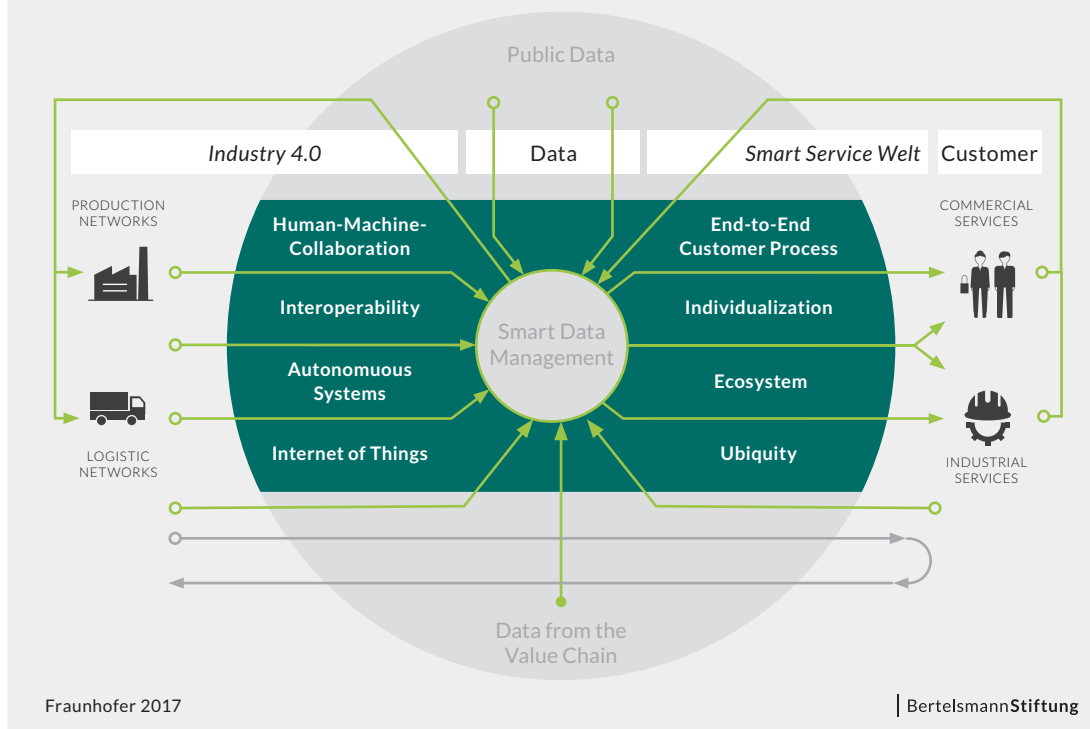 Public Data
Industry 4.0
Data
Smart Service Welt
Customer
PRODUCTION
NETWORKS
Human-Machine-
Collaboration
End-to-End
Customer Process
COMMERCIAL
SERVICES
Interoperability
Individualization
Smart Data
Management
Autonomuous
Systems
Ecosystem
LOGISTIC
NETWORKS
Internet of Things
Ubiquity
INDUSTRIAL
SERVICES
Data from the
Value Chain
Fraunhofer 2017
BertelsmannStiftung